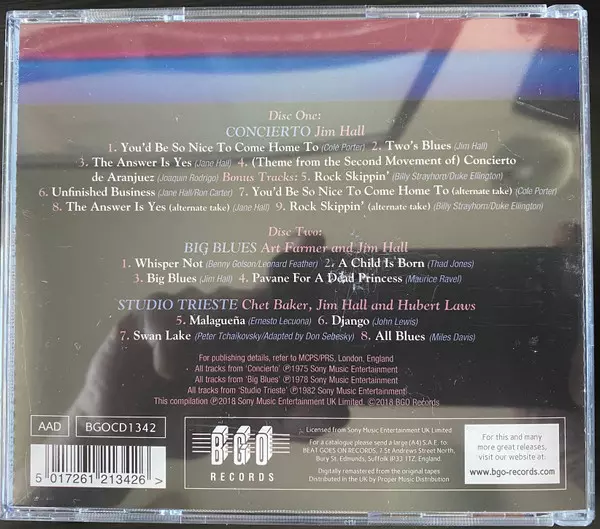 Disc One:
CONCIERTO Jim Hall
1. You'd Be So Nice To Come Home To (Cole Porter) 2. Two's Blues (Jim Hall)
3. The Answer Is Yes (Jane Hall) 4. (Theme from the Second Movement of) Concierto
de Aranjuez (Joaquin Rodrigo) Bonus Tracks: 5. Rock Skippin' (Billy Strayhorn/Duke Ellington)
6. Unfinished Business (Jane Hall/Ron Carter) 7. You'd Be So Nice To Come Home To (alternate take) (Cole Porter)
8. The Answer Is Yes (alternate take) (Jane Hall) 9. Rock Skippin' (alternate take) (Billy Strayhorn/Duke Ellington)
Disc Two:
BIG BLUES Art Farmer and Jim Hall
1. Whisper Not (Benny Golson/Leonard Feather) 2. A Child Is Born (Thad Jones)
3. Big Blues (Jim Hall) 4. Pavane For A Dead Princess (Maurice Ravel)
STUDIO TRIESTE Chet Baker, Jim Hall and Hubert Laws
5. Malagueña (Ernesto Lecuona) 6. Django (John Lewis)
7. Swan Lake (Peter Tchaikovsky/Adapted by Don Sebesky) 8. All Blues (Miles Davis)
For publishing details, refer to MCPS/PRS, London, England
All tracks from 'Concierto' ℗1975 Sony Music Entertainment
All tracks from 'Big Blues' ℗1978 Sony Music Entertainment
All tracks from 'Studio Trieste' ℗1982 Sony Music Entertainment
This compilation ℗2018 Sony Music Entertainment UK Limited ©2018 BGO Records
AAD BGOCD1342
5 017261 213426 >
BGO
RECORDS
Licensed from Sony Music Entertainment UK Limited
For a catalogue please send a large (A4) S.A.E. to:
BEAT GOES ON RECORDS, 7 St Andrews Street North,
Bury St. Edmunds, Suffolk IP33 1TZ, England
Digitally remastered from the original tapes
Distributed in the UK by Proper Music Distribution
For this and many
more great releases,
visit our website at
www.bgo-records.com